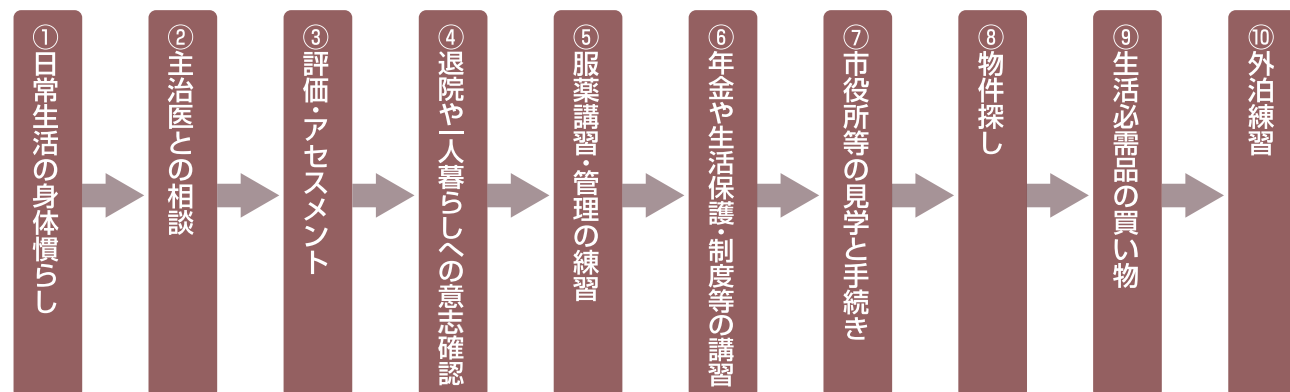 ①日常生活の身体慣らし
②主治医との相談
③評価・アセスメント
④退院や一人暮らしへの意志確認
⑤服薬講習・管理の練習
⑥年金や生活保護・制度等の講習
⑦市役所等の見学と手続き
⑧物件探し
⑨生活必需品の買い物
⑩外泊練習